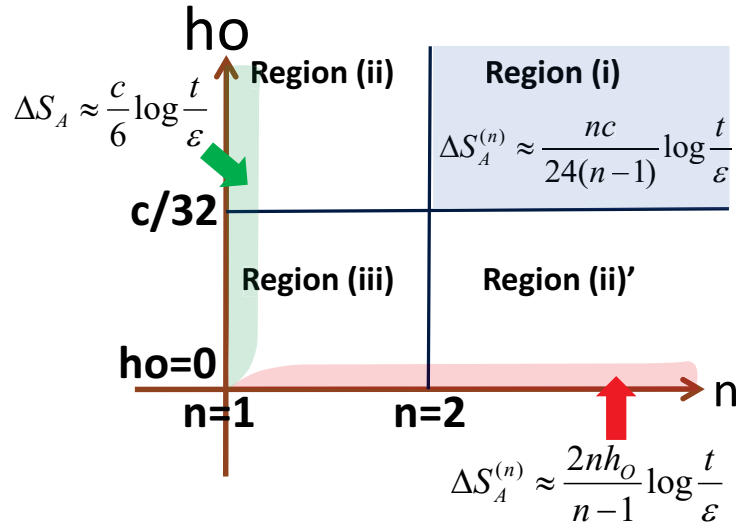 ho
Region (ii)
Region (i)
ΔS_A ≈ c/6 log t/ε
ΔS_A^(n) ≈ nc/24(n−1) log t/ε
c/32
Region (iii)
Region (ii)'
ho=0
n
n=1
n=2
ΔS_A^(n) ≈ 2nh_O/n−1 log t/ε